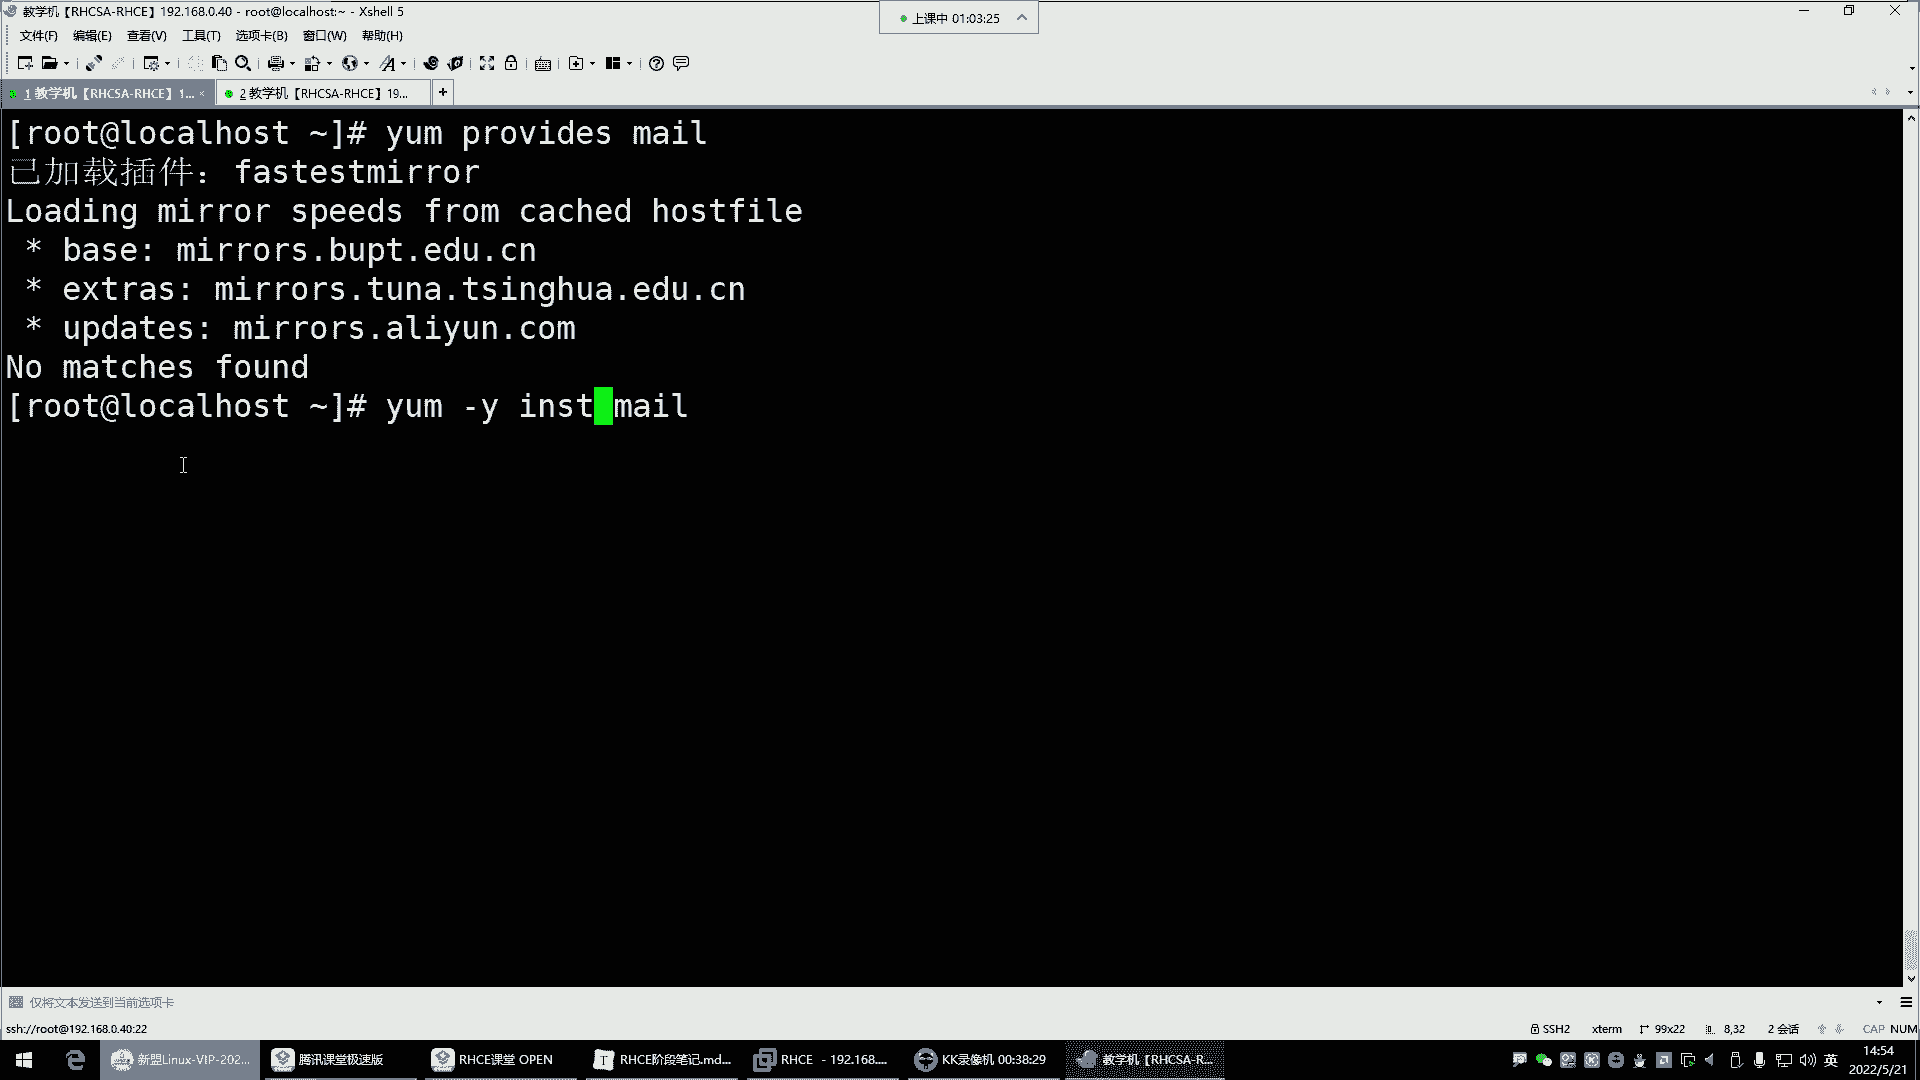 教学机【RHCSA-RHCE】192.168.0.40 - root@localhost:~ - Xshell 5
上课中 01:03:25
文件(F) 编辑(E) 查看(V) 工具(T) 选项卡(B) 窗口(W) 帮助(H)
1 教学机【RHCSA-RHCE】1... × 2 教学机【RHCSA-RHCE】19... +
[root@localhost ~]# yum provides mail
已加载插件：fastestmirror
Loading mirror speeds from cached hostfile
* base: mirrors.bupt.edu.cn
* extras: mirrors.tuna.tsinghua.edu.cn
* updates: mirrors.aliyun.com
No matches found
[root@localhost ~]# yum -y inst mail
仅将文本发送到当前选项卡
ssh://root@192.168.0.40:22 SSH2 xterm 99x22 8,32 2 会话 CAP NUM
新盟Linux-VIP-202... 腾讯课堂极速版 RHCE课堂 OPEN RHCE阶段笔记.md... RHCE - 192.168.... KK录像机 00:38:29 教学机【RHCSA-R... 英 14:54
2022/5/21